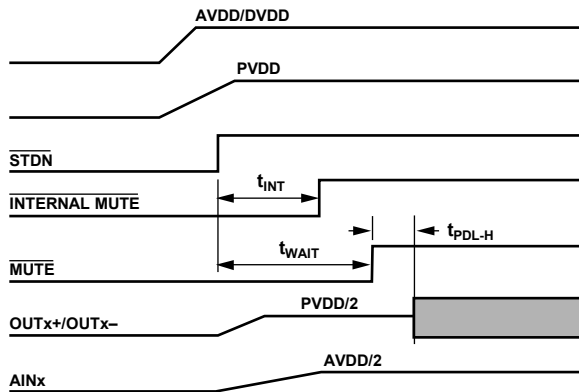 AVDD/DVDD
PVDD
STDN
tINT
INTERNAL MUTE
tPDL-H
tWAIT
MUTE
PVDD/2
OUTx+/OUTx–
AVDD/2
AINx